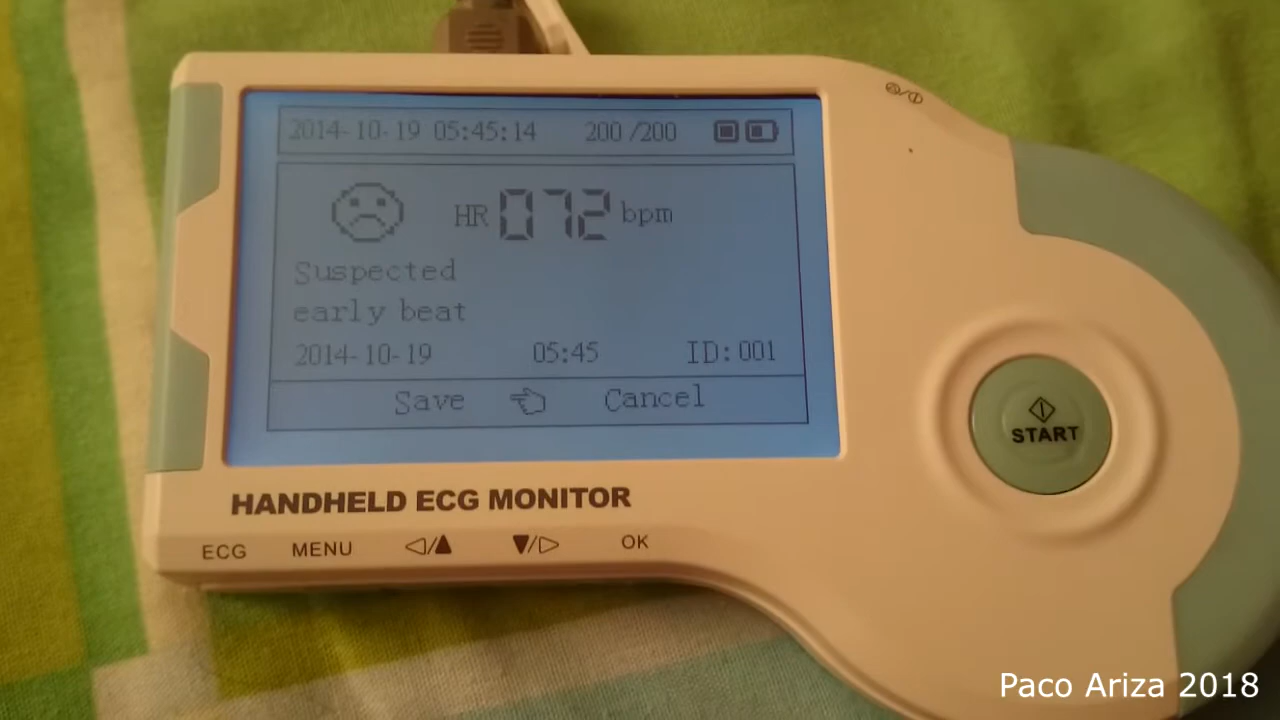 2014-10-19 05:45:14 200/200
HR 072 bpm
Suspected
early beat
2014-10-19 05:45 ID:001
Save Cancel
START
HANDHELD ECG MONITOR
ECG MENU ◁/▲ ▼/▷ OK
Paco Ariza 2018